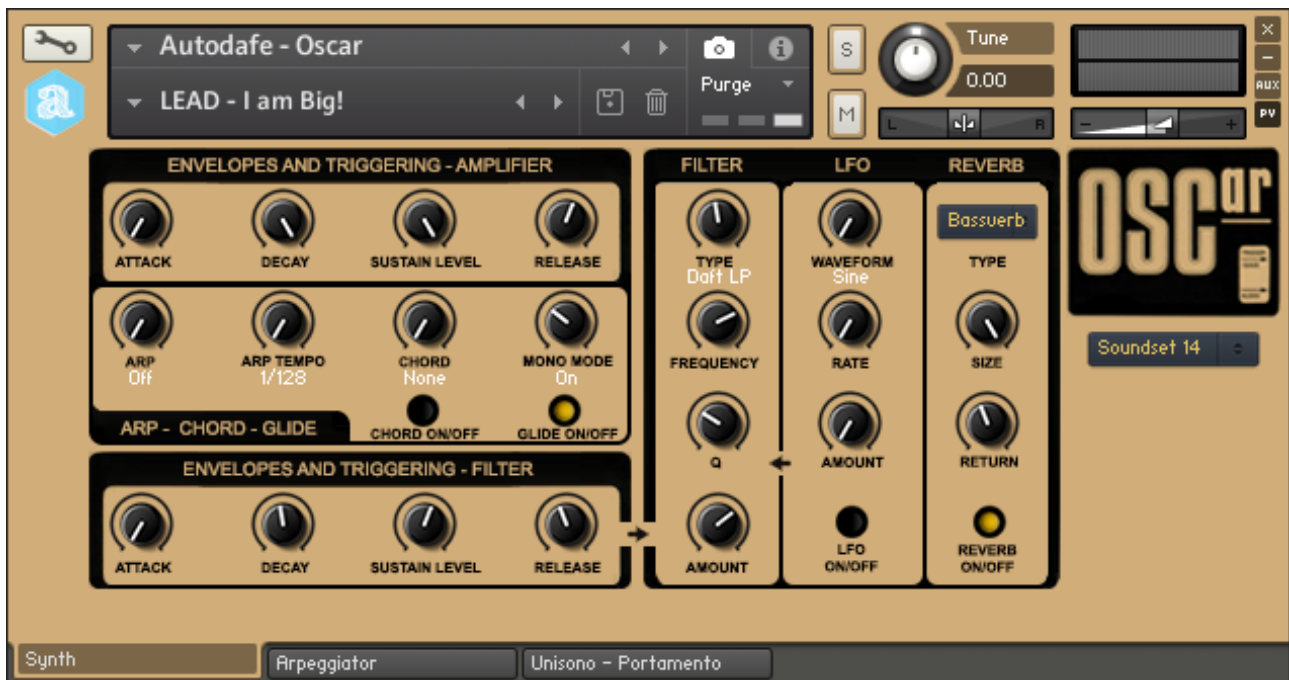 Autodafe - Oscar
LEAD - I am Big!
Purge
S
M
Tune
0.00
L R
- +
×
-
AUX
PV
a
ENVELOPES AND TRIGGERING - AMPLIFIER
ATTACK DECAY SUSTAIN LEVEL RELEASE
ARP ARP TEMPO CHORD MONO MODE
Off 1/128 None On
ARP - CHORD - GLIDE CHORD ON/OFF GLIDE ON/OFF
ENVELOPES AND TRIGGERING - FILTER
ATTACK DECAY SUSTAIN LEVEL RELEASE
FILTER
TYPE
Daft LP
FREQUENCY
Q
AMOUNT
LFO
WAVEFORM
Sine
RATE
AMOUNT
LFO
ON/OFF
REVERB
Bassuerb
TYPE
SIZE
RETURN
REVERB
ON/OFF
OSCar
Soundset 14
Synth Arpeggiator Unisono - Portamento